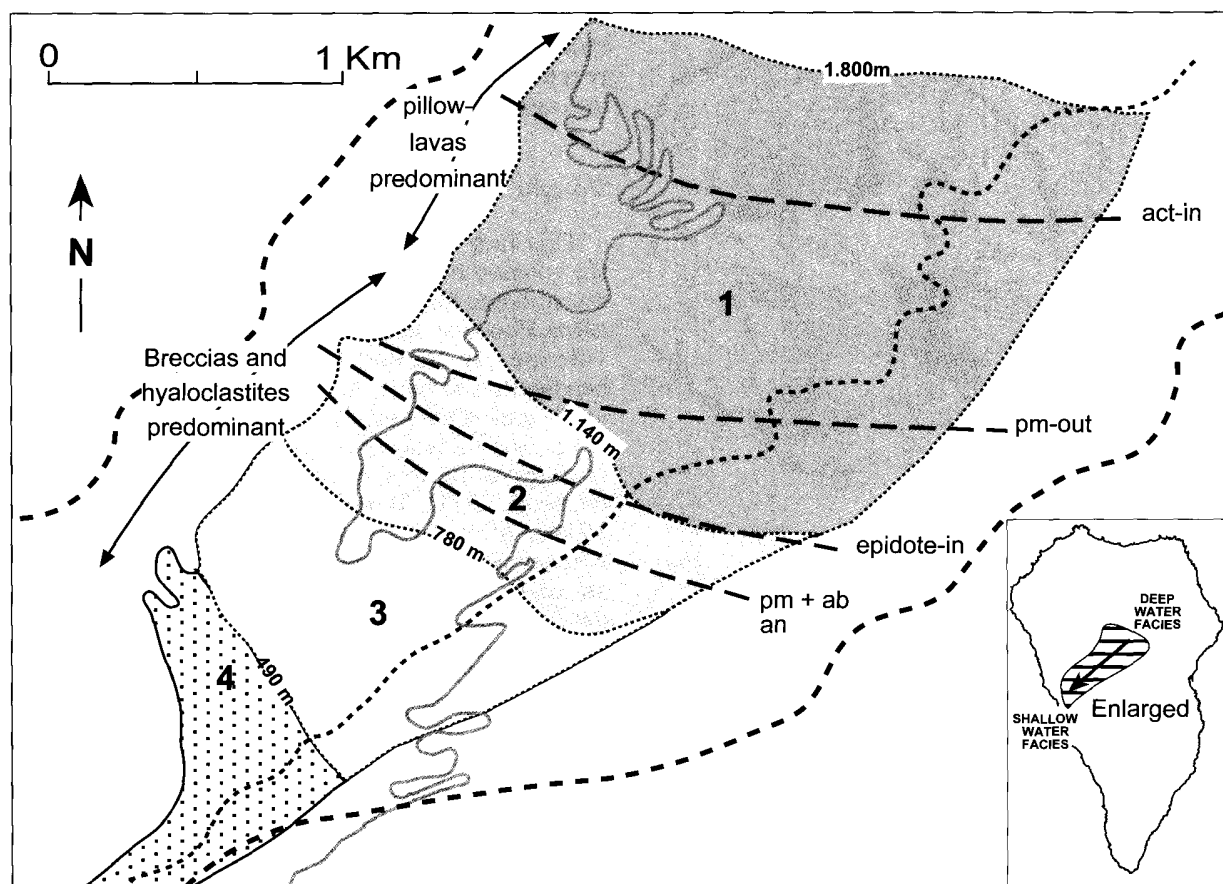 0 1 Km
1.800m
pillow-
lavas
predominant
N
act-in
1
Breccias and
hyaloclastites
predominant
1.140 m
pm-out
2
780 m
epidote-in
3
pm + ab
an
490 m
4
DEEP
WATER
FACIES
Enlarged
SHALLOW
WATER
FACIES